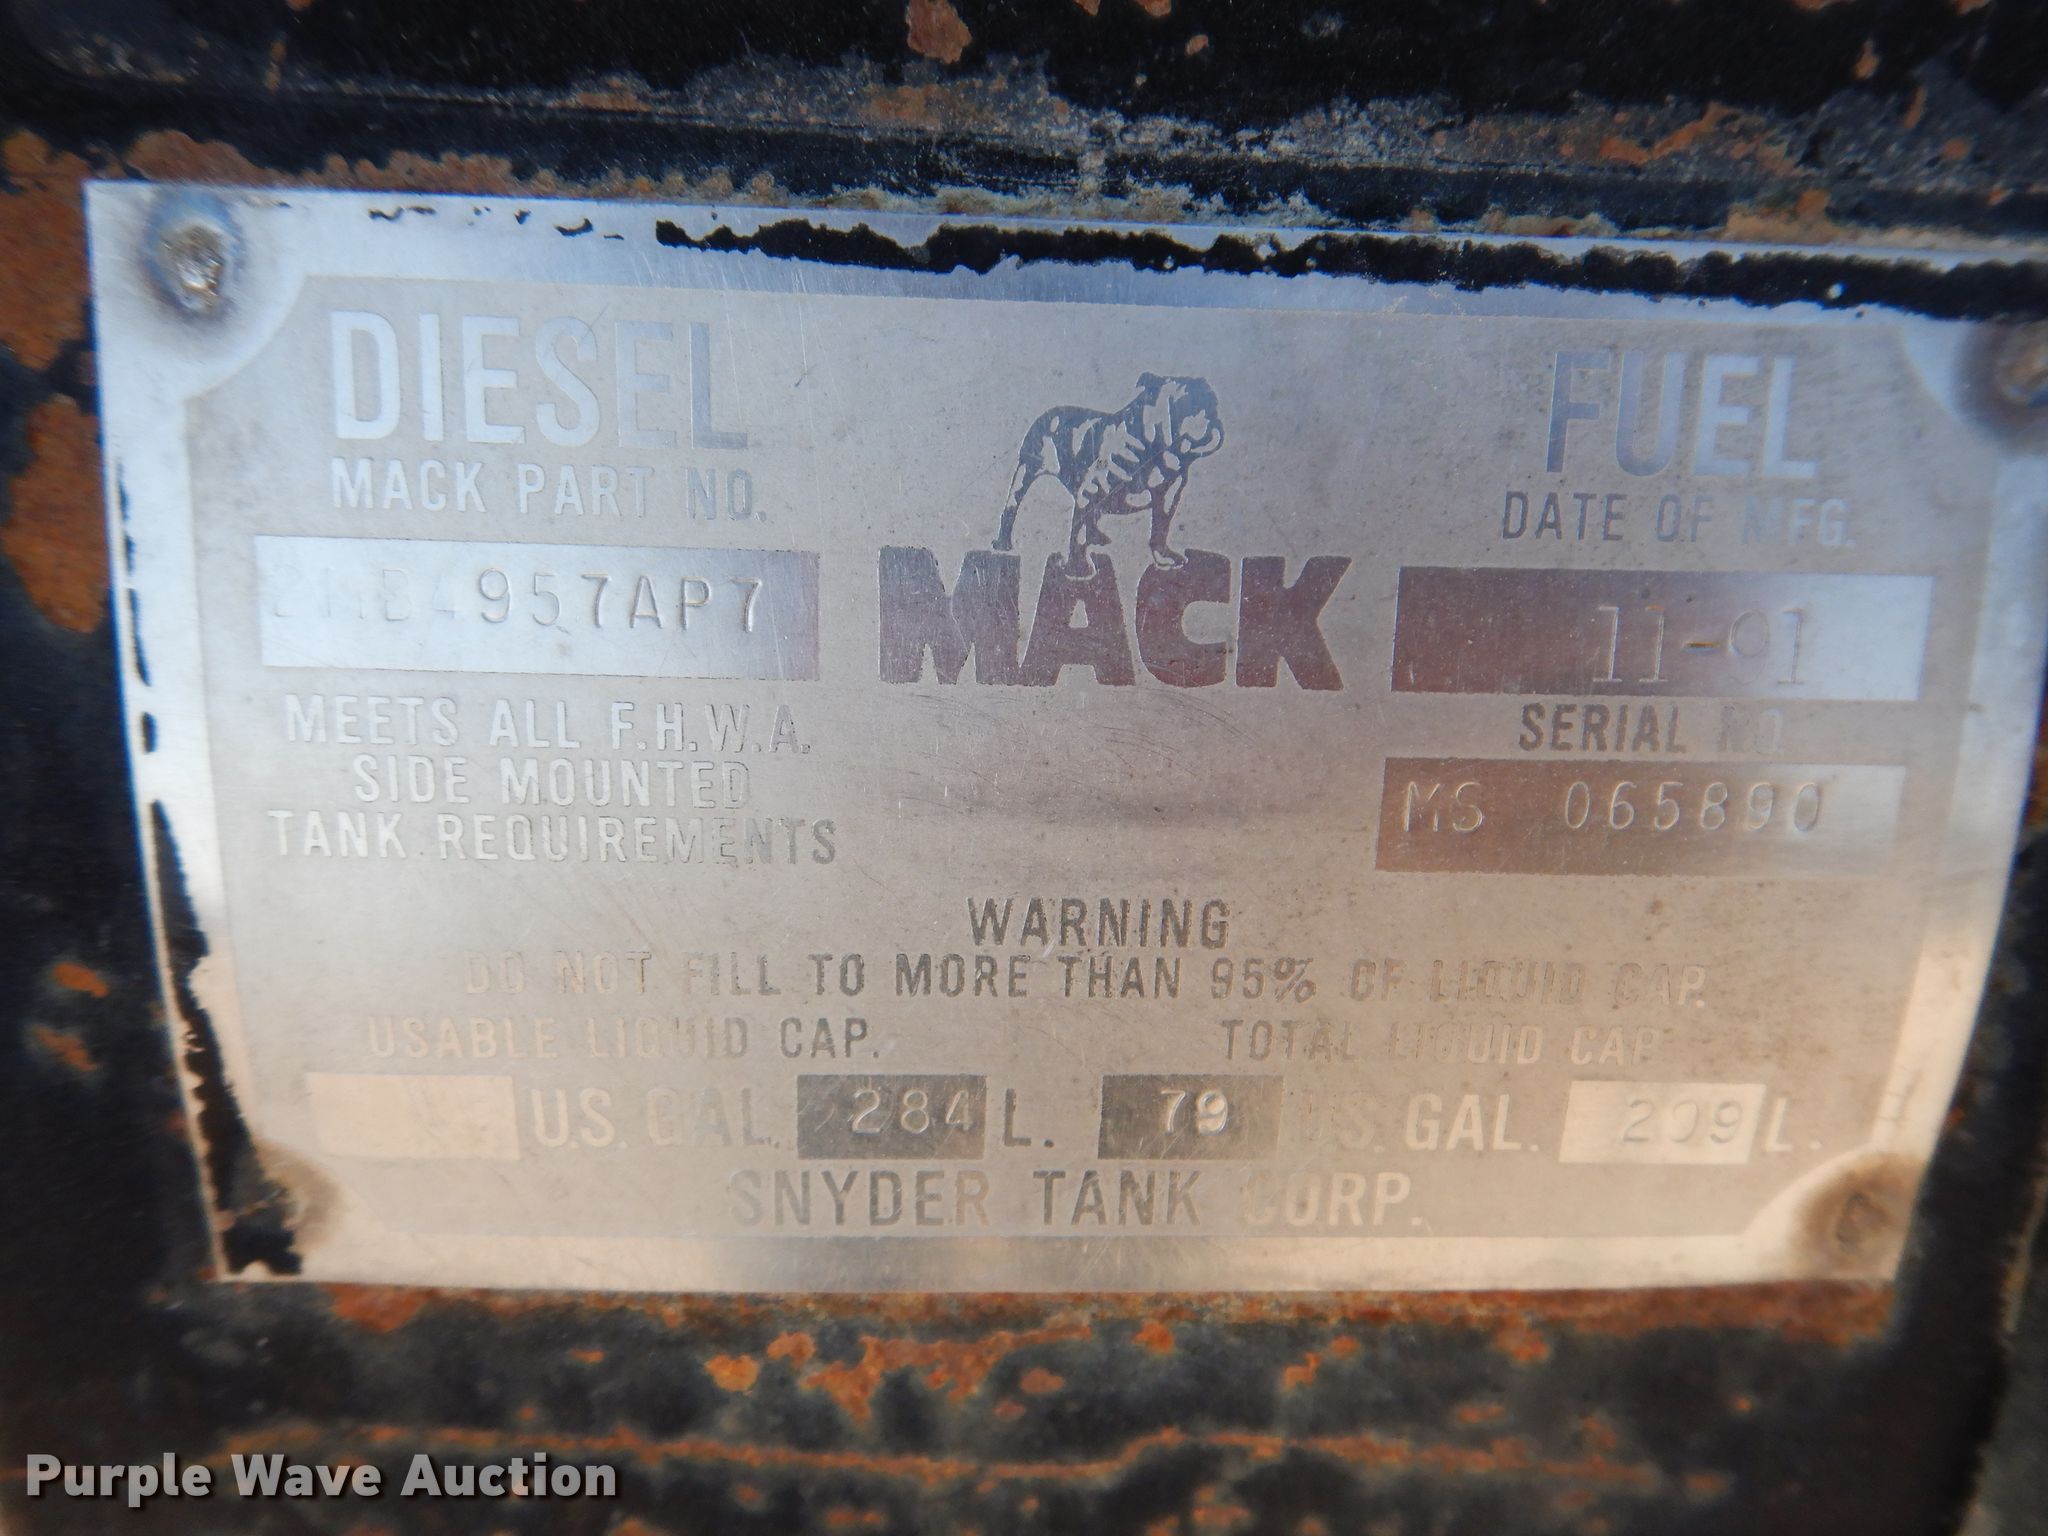 DIESEL FUEL
MACK PART NO.
957AP7
MACK
DATE OF MFG.
11-91
MEETS ALL F.H.W.A.
SIDE MOUNTED
TANK REQUIREMENTS
SERIAL NO.
MS 065890
WARNING
DO NOT FILL TO MORE THAN 95% OF LIQUID CAP.
USABLE LIQUID CAP. TOTAL LIQUID CAP.
U.S. GAL. 284 L. 79 U.S. GAL. 299 L.
SNYDER TANK CORP.
Purple Wave Auction